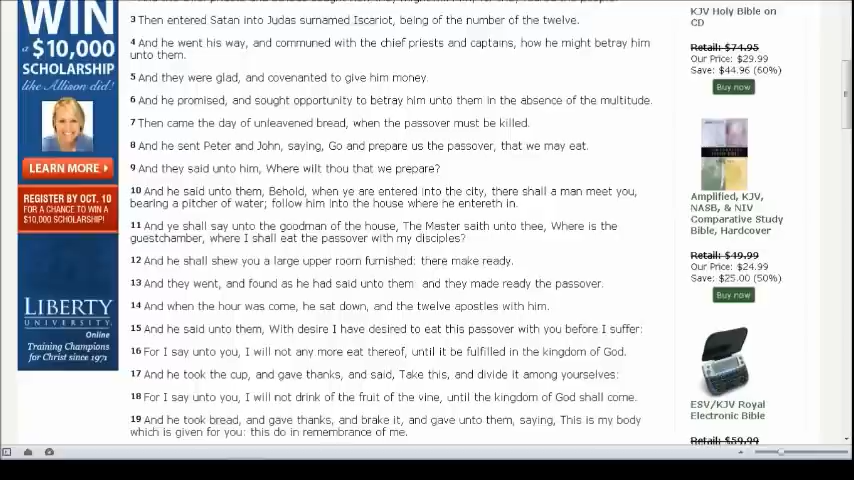 WIN
a $10,000
SCHOLARSHIP
like Allison did!
LEARN MORE
REGISTER BY OCT. 10
FOR A CHANCE TO WIN A
$10,000 SCHOLARSHIP!
LIBERTY
UNIVERSITY
Online
Training Champions
for Christ since 1971
3 Then entered Satan into Judas surnamed Iscariot, being of the number of the twelve.
4 And he went his way, and communed with the chief priests and captains, how he might betray him
unto them.
5 And they were glad, and covenanted to give him money.
6 And he promised, and sought opportunity to betray him unto them in the absence of the multitude.
7 Then came the day of unleavened bread, when the passover must be killed.
8 And he sent Peter and John, saying, Go and prepare us the passover, that we may eat.
9 And they said unto him, Where wilt thou that we prepare?
10 And he said unto them, Behold, when ye are entered into the city, there shall a man meet you,
bearing a pitcher of water; follow him into the house where he entereth in.
11 And ye shall say unto the goodman of the house, The Master saith unto thee, Where is the
guestchamber, where I shall eat the passover with my disciples?
12 And he shall shew you a large upper room furnished: there make ready.
13 And they went, and found as he had said unto them and they made ready the passover.
14 And when the hour was come, he sat down, and the twelve apostles with him.
15 And he said unto them, With desire I have desired to eat this passover with you before I suffer:
16 For I say unto you, I will not any more eat thereof, until it be fulfilled in the kingdom of God.
17 And he took the cup, and gave thanks, and said, Take this, and divide it among yourselves:
18 For I say unto you, I will not drink of the fruit of the vine, until the kingdom of God shall come.
19 And he took bread, and gave thanks, and brake it, and gave unto them, saying, This is my body
which is given for you: this do in remembrance of me.
KJV Holy Bible on
CD
Retail: $74.95
Our Price: $29.99
Save: $44.96 (60%)
Buy now
Amplified, KJV,
NASB, & NIV
Comparative Study
Bible, Hardcover
Retail: $49.99
Our Price: $24.99
Save: $25.00 (50%)
Buy now
ESV/KJV Royal
Electronic Bible
Retail: $59.99